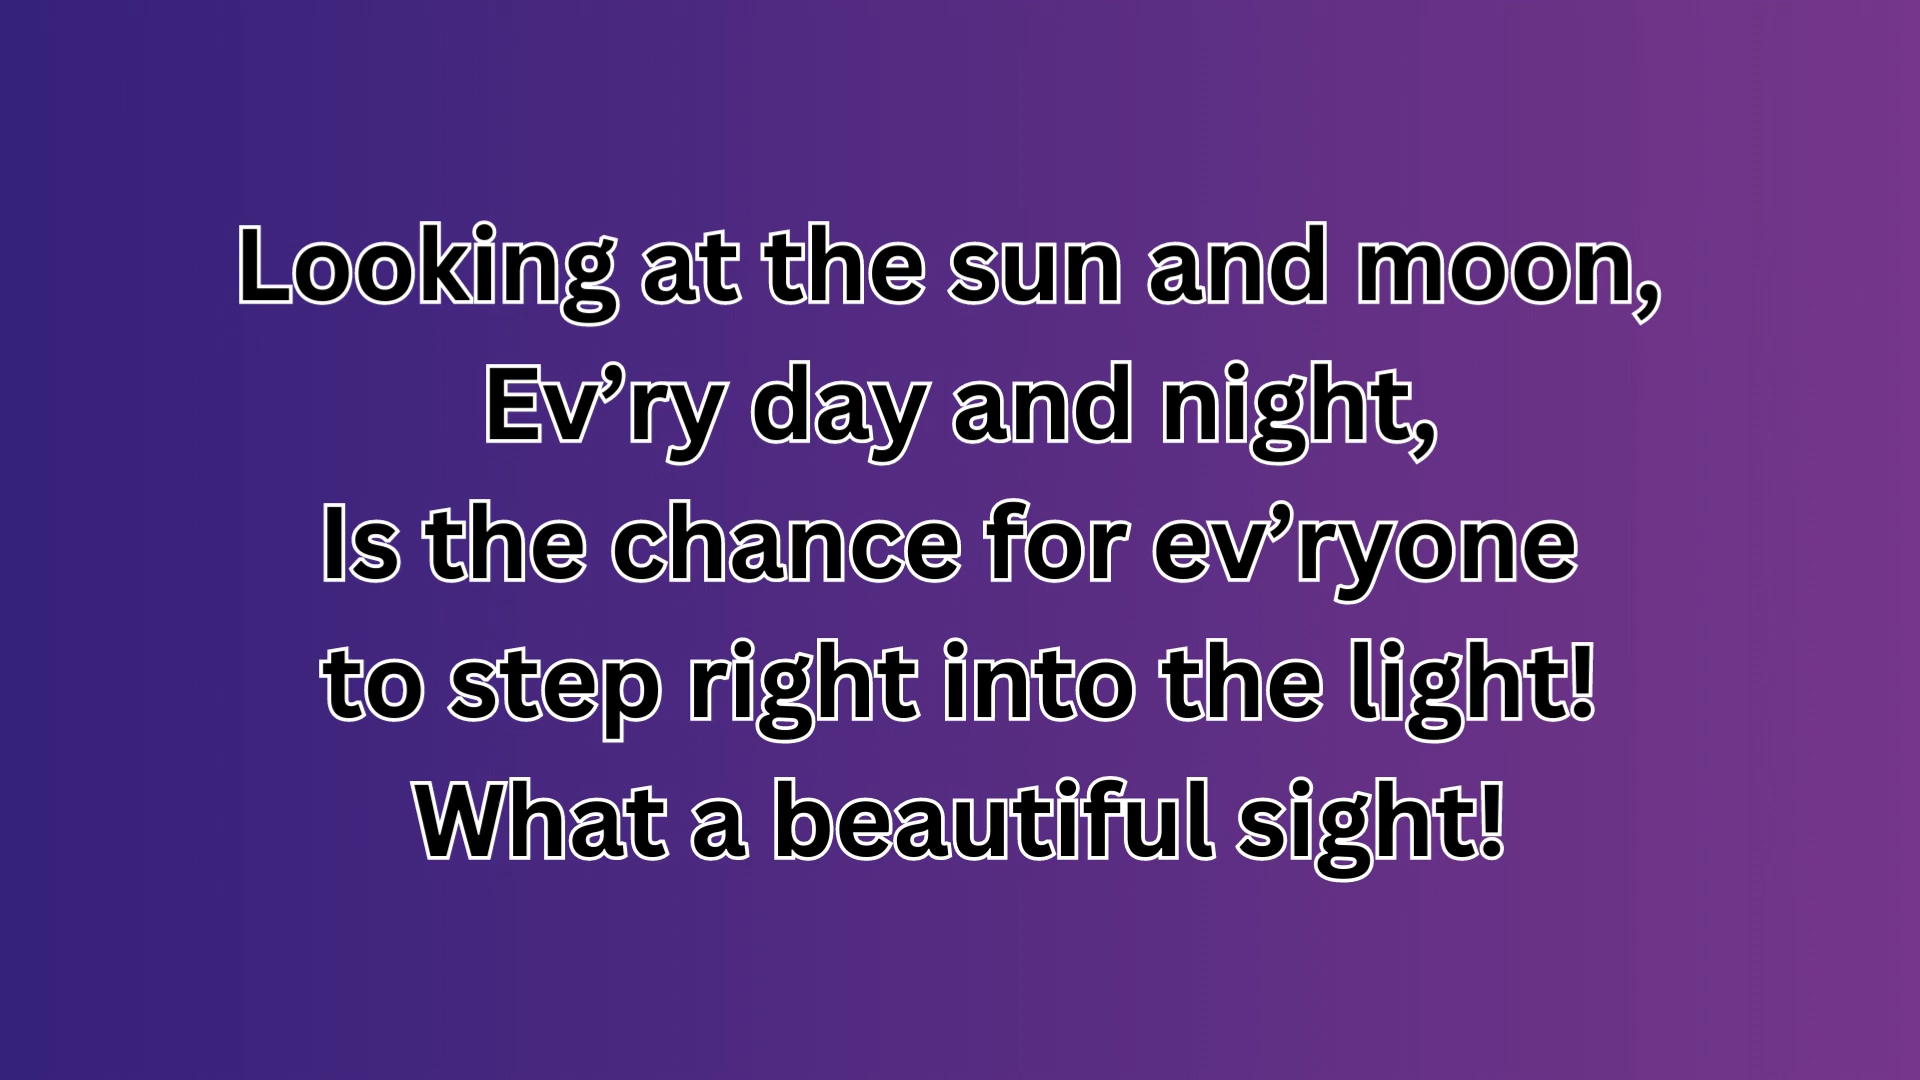 Looking at the sun and moon,
Ev’ry day and night,
Is the chance for ev’ryone
to step right into the light!
What a beautiful sight!